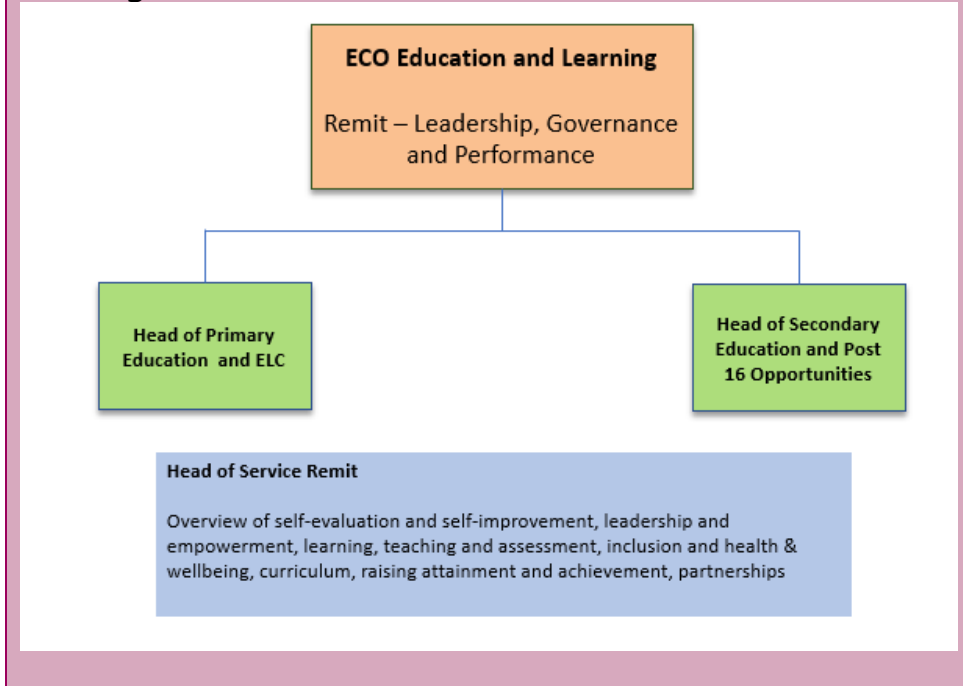 ECO Education and Learning
Remit – Leadership, Governance
and Performance
Head of Primary
Education and ELC
Head of Secondary
Education and Post
16 Opportunities
Head of Service Remit
Overview of self-evaluation and self-improvement, leadership and
empowerment, learning, teaching and assessment, inclusion and health &
wellbeing, curriculum, raising attainment and achievement, partnerships